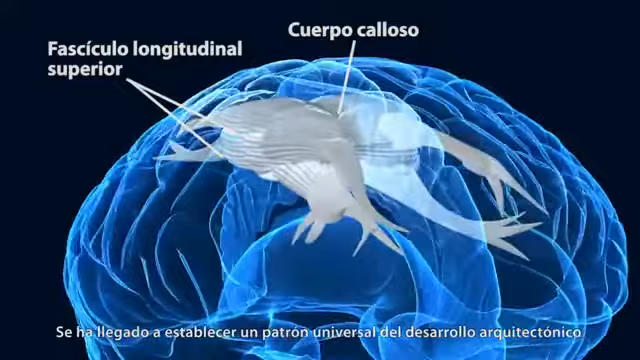 Cuerpo calloso
Fascículo longitudinal
superior
Se ha llegado a establecer un patrón universal del desarrollo arquitectónico